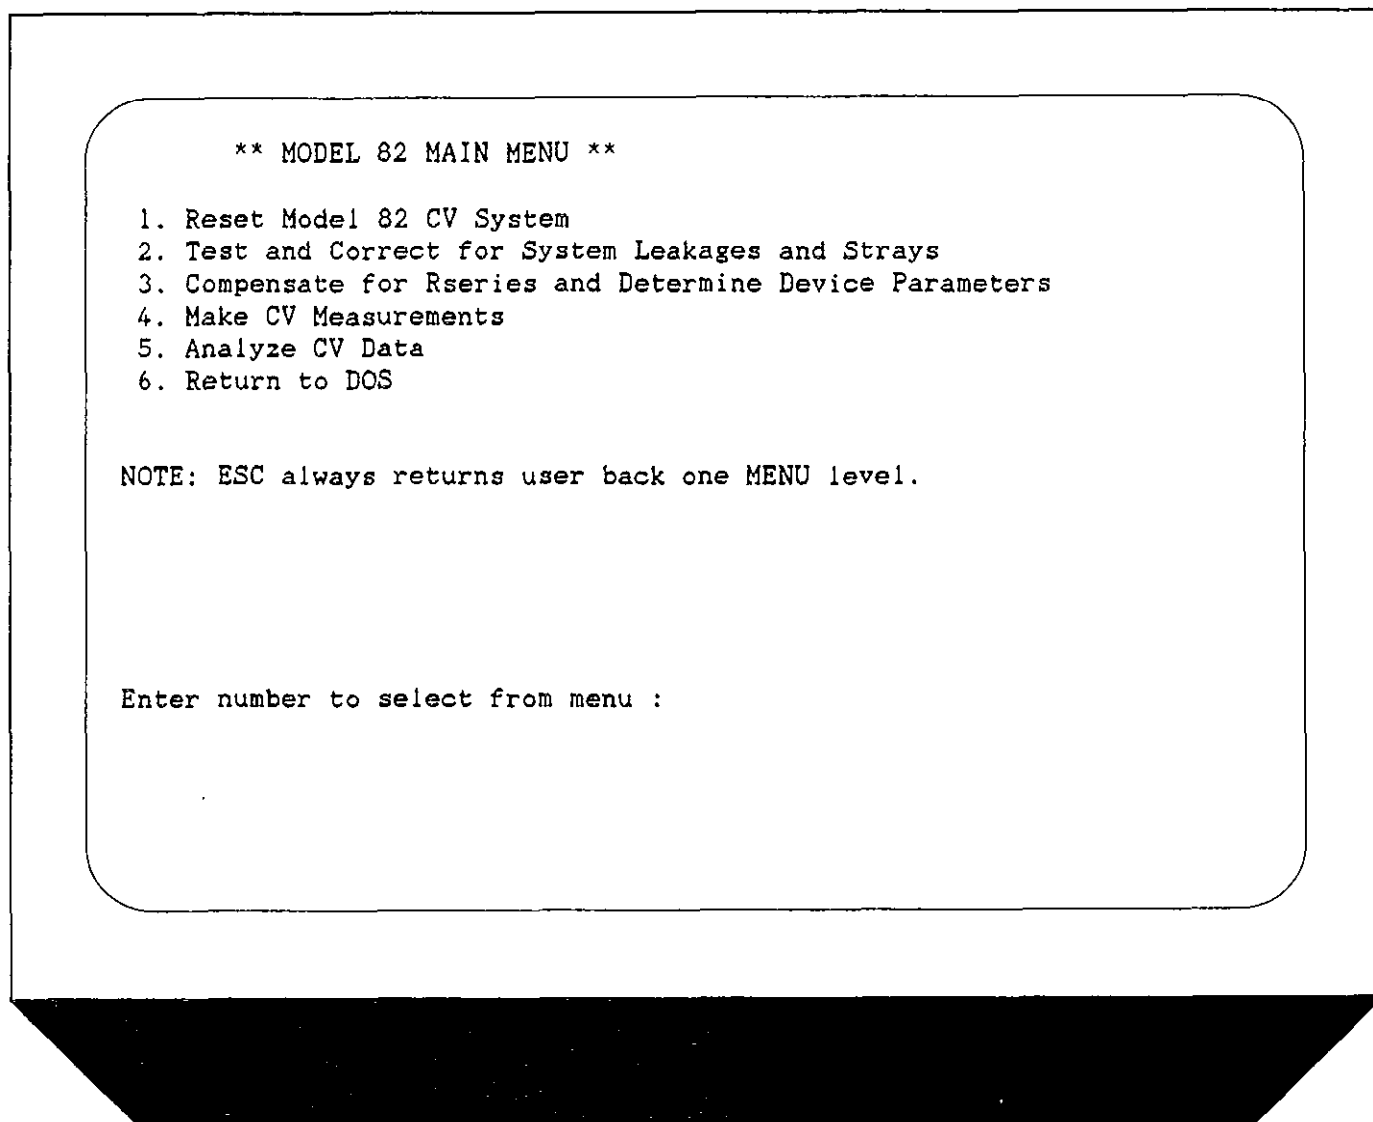 ** MODEL 82 MAIN MENU **
1. Reset Model 82 CV System
2. Test and Correct for System Leakages and Strays
3. Compensate for Rseries and Determine Device Parameters
4. Make CV Measurements
5. Analyze CV Data
6. Return to DOS
NOTE: ESC always returns user back one MENU level.
Enter number to select from menu :